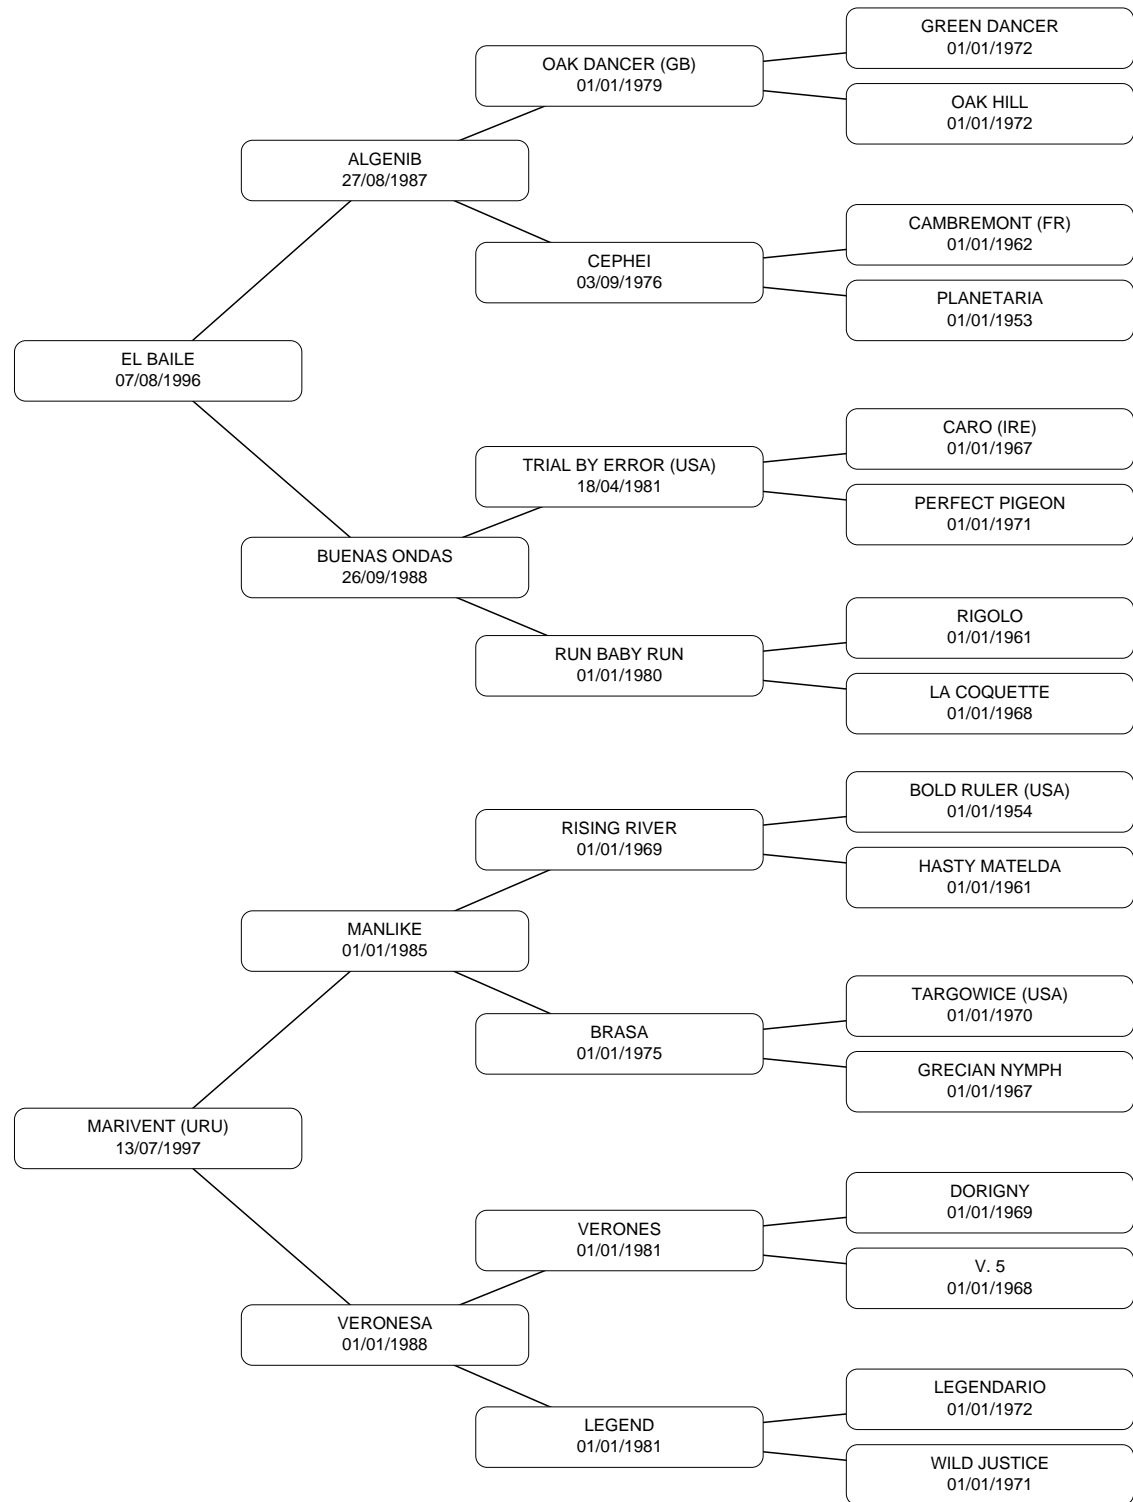 GREEN DANCER
01/01/1972
OAK DANCER (GB)
01/01/1979
OAK HILL
01/01/1972
ALGENIB
27/08/1987
CAMBREMONT (FR)
01/01/1962
CEPHEI
03/09/1976
PLANETARIA
01/01/1953
EL BAILE
07/08/1996
CARO (IRE)
01/01/1967
TRIAL BY ERROR (USA)
18/04/1981
PERFECT PIGEON
01/01/1971
BUENAS ONDAS
26/09/1988
RIGOLO
01/01/1961
RUN BABY RUN
01/01/1980
LA COQUETTE
01/01/1968
BOLD RULER (USA)
01/01/1954
RISING RIVER
01/01/1969
HASTY MATELDA
01/01/1961
MANLIKE
01/01/1985
TARGOWICE (USA)
01/01/1970
BRASA
01/01/1975
GRECIAN NYMPH
01/01/1967
MARIVENT (URU)
13/07/1997
DORIGNY
01/01/1969
VERONES
01/01/1981
V. 5
01/01/1968
VERONESA
01/01/1988
LEGENDARIO
01/01/1972
LEGEND
01/01/1981
WILD JUSTICE
01/01/1971